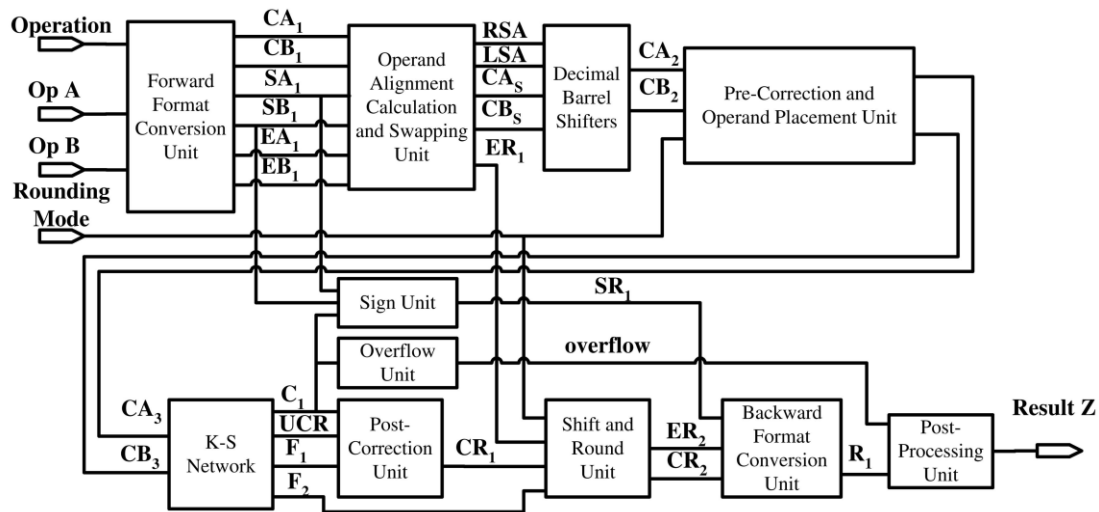 Operation
Op A
Op B
Rounding
Mode
Forward
Format
Conversion
Unit
CA₁
CB₁
SA₁
SB₁
EA₁
EB₁
Operand
Alignment
Calculation
and Swapping
Unit
RSA
LSA
CAₛ
CBₛ
ER₁
Decimal
Barrel
Shifters
CA₂
CB₂
Pre-Correction and
Operand Placement Unit
Sign Unit
SR₁
Overflow
Unit
overflow
CA₃
CB₃
K-S
Network
C₁
UCR
F₁
F₂
Post-
Correction
Unit
CR₁
Shift and
Round
Unit
ER₂
CR₂
Backward
Format
Conversion
Unit
R₁
Post-
Processing
Unit
Result Z